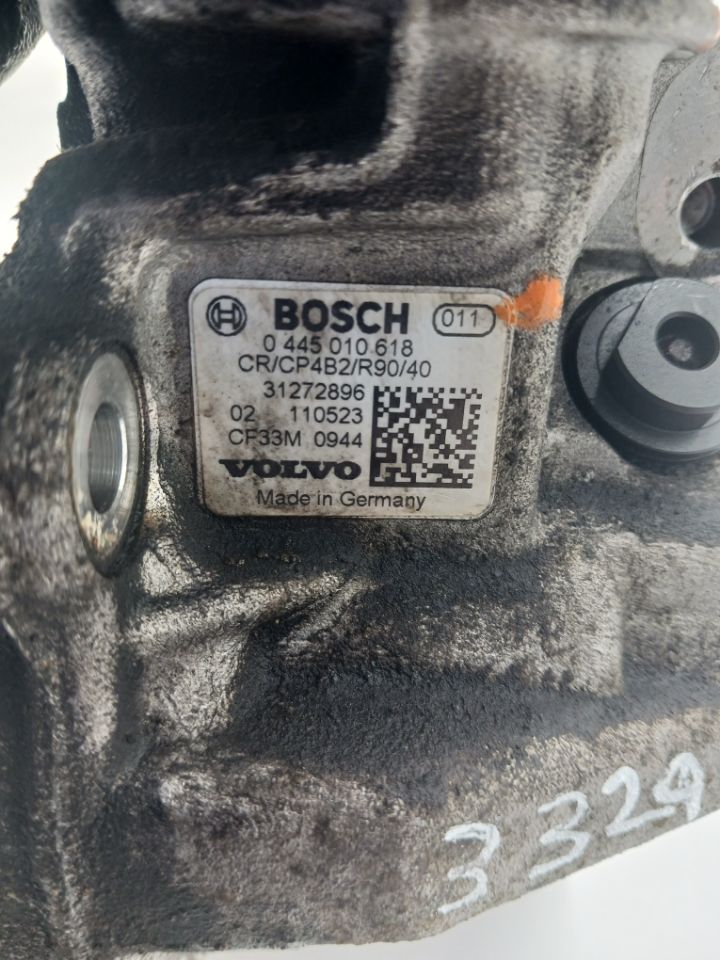 BOSCH 011
0 445 010 618
CR/CP4B2/R90/40
31272896
02 110523
CF33M 0944
VOLVO
Made in Germany
3329